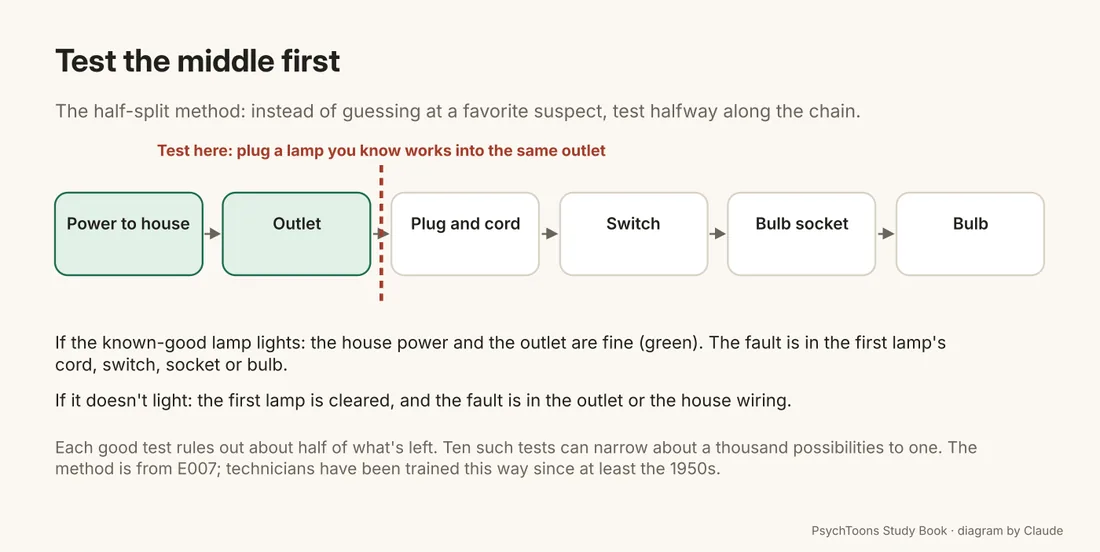 Test the middle first
The half-split method: instead of guessing at a favorite suspect, test halfway along the chain.
Test here: plug a lamp you know works into the same outlet
Power to house
Outlet
Plug and cord
Switch
Bulb socket
Bulb
If the known-good lamp lights: the house power and the outlet are fine (green). The fault is in the first lamp's
cord, switch, socket or bulb.
If it doesn't light: the first lamp is cleared, and the fault is in the outlet or the house wiring.
Each good test rules out about half of what's left. Ten such tests can narrow about a thousand possibilities to one. The
method is from E007; technicians have been trained this way since at least the 1950s.
PsychToons Study Book · diagram by Claude